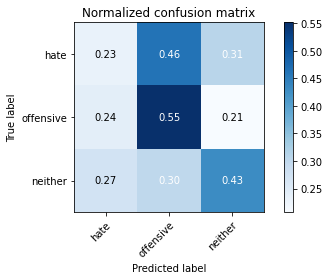 Normalized confusion matrix
True label
hate
offensive
neither
0.23 0.46 0.31
0.24 0.55 0.21
0.27 0.30 0.43
hate
offensive
neither
Predicted label
0.55
0.50
0.45
0.40
0.35
0.30
0.25